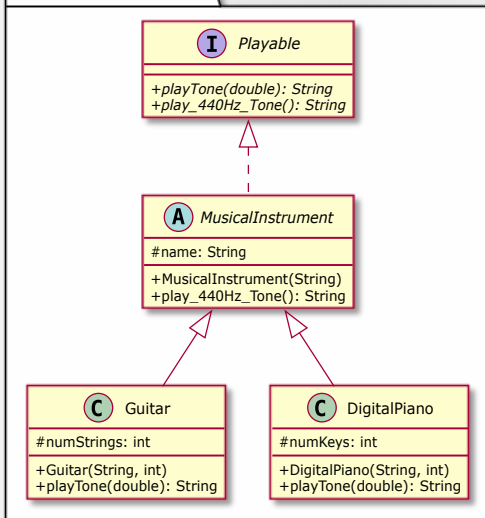 I Playable
+playTone(double): String
+play_440Hz_Tone(): String
A MusicalInstrument
#name: String
+MusicalInstrument(String)
+play_440Hz_Tone(): String
C Guitar
#numStrings: int
+Guitar(String, int)
+playTone(double): String
C DigitalPiano
#numKeys: int
+DigitalPiano(String, int)
+playTone(double): String